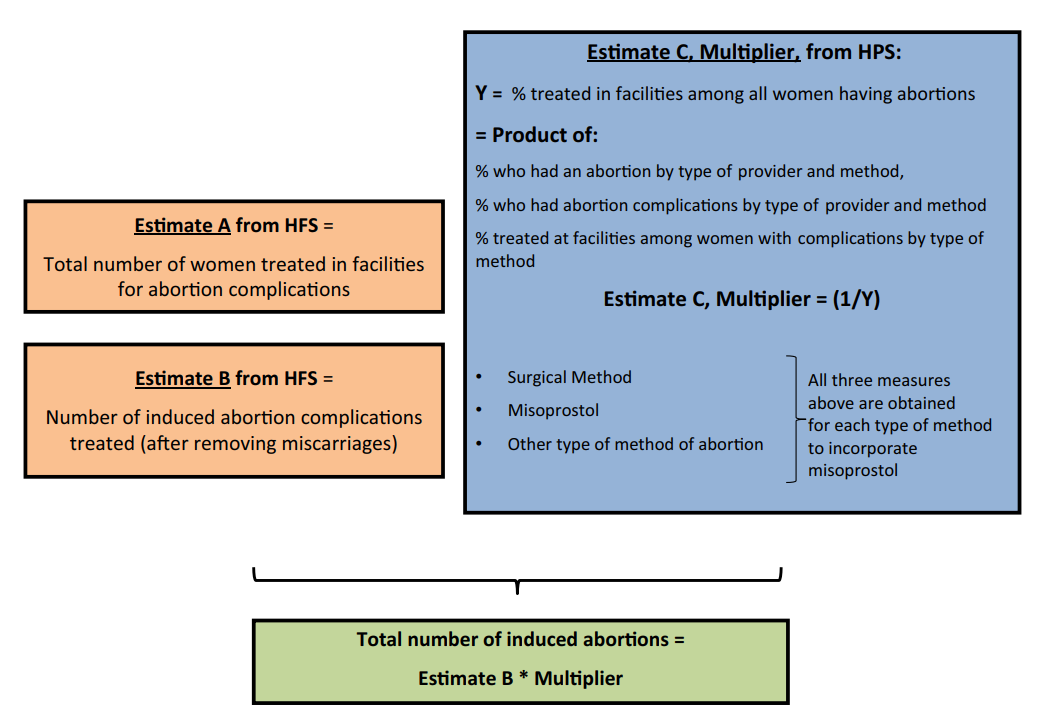 Estimate C, Multiplier, from HPS:
Y = % treated in facilities among all women having abortions
= Product of:
% who had an abortion by type of provider and method,
% who had abortion complications by type of provider and method
% treated at facilities among women with complications by type of
method
Estimate C, Multiplier = (1/Y)
• Surgical Method
• Misoprostol
• Other type of method of abortion
All three measures
above are obtained
for each type of method
to incorporate
misoprostol
Estimate A from HFS =
Total number of women treated in facilities
for abortion complications
Estimate B from HFS =
Number of induced abortion complications
treated (after removing miscarriages)
Total number of induced abortions =
Estimate B * Multiplier